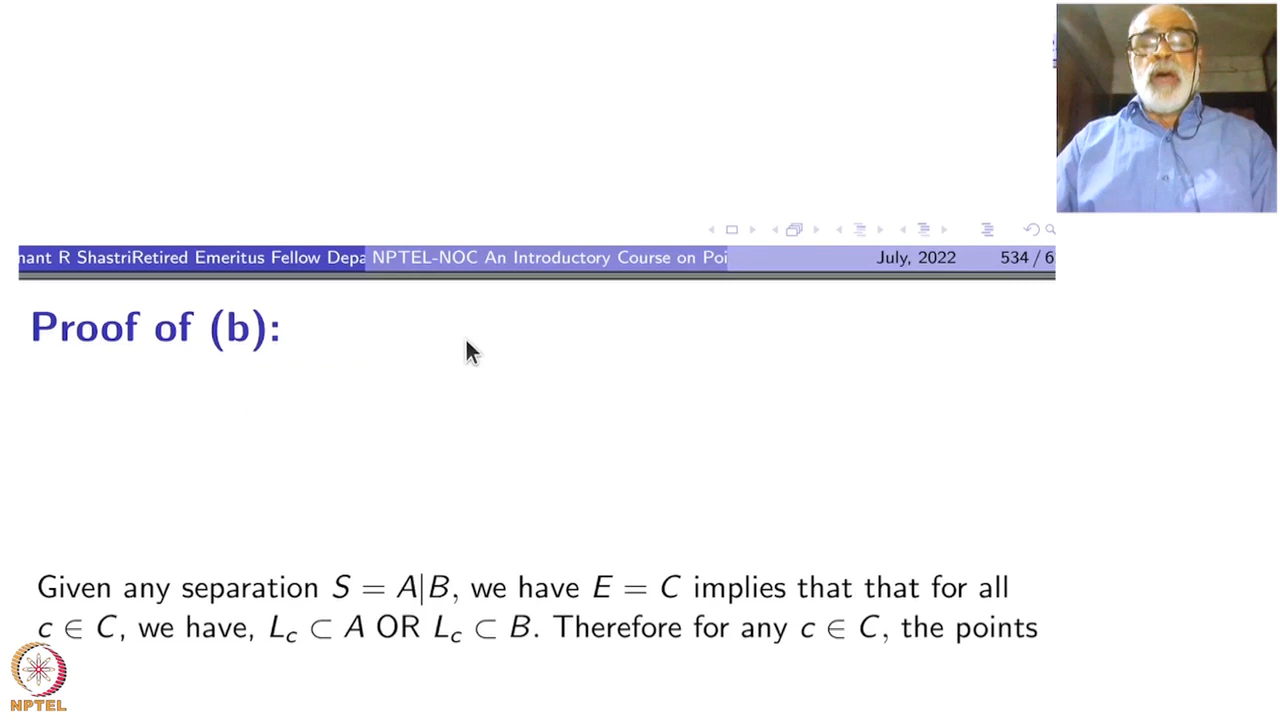 nant R ShastriRetired Emeritus Fellow Depa NPTEL-NOC An Introductory Course on Poi July, 2022 534 / 6
Proof of (b):
Given any separation S = A|B, we have E = C implies that that for all
c ∈ C, we have, L_c ⊂ A OR L_c ⊂ B. Therefore for any c ∈ C, the points
NPTEL